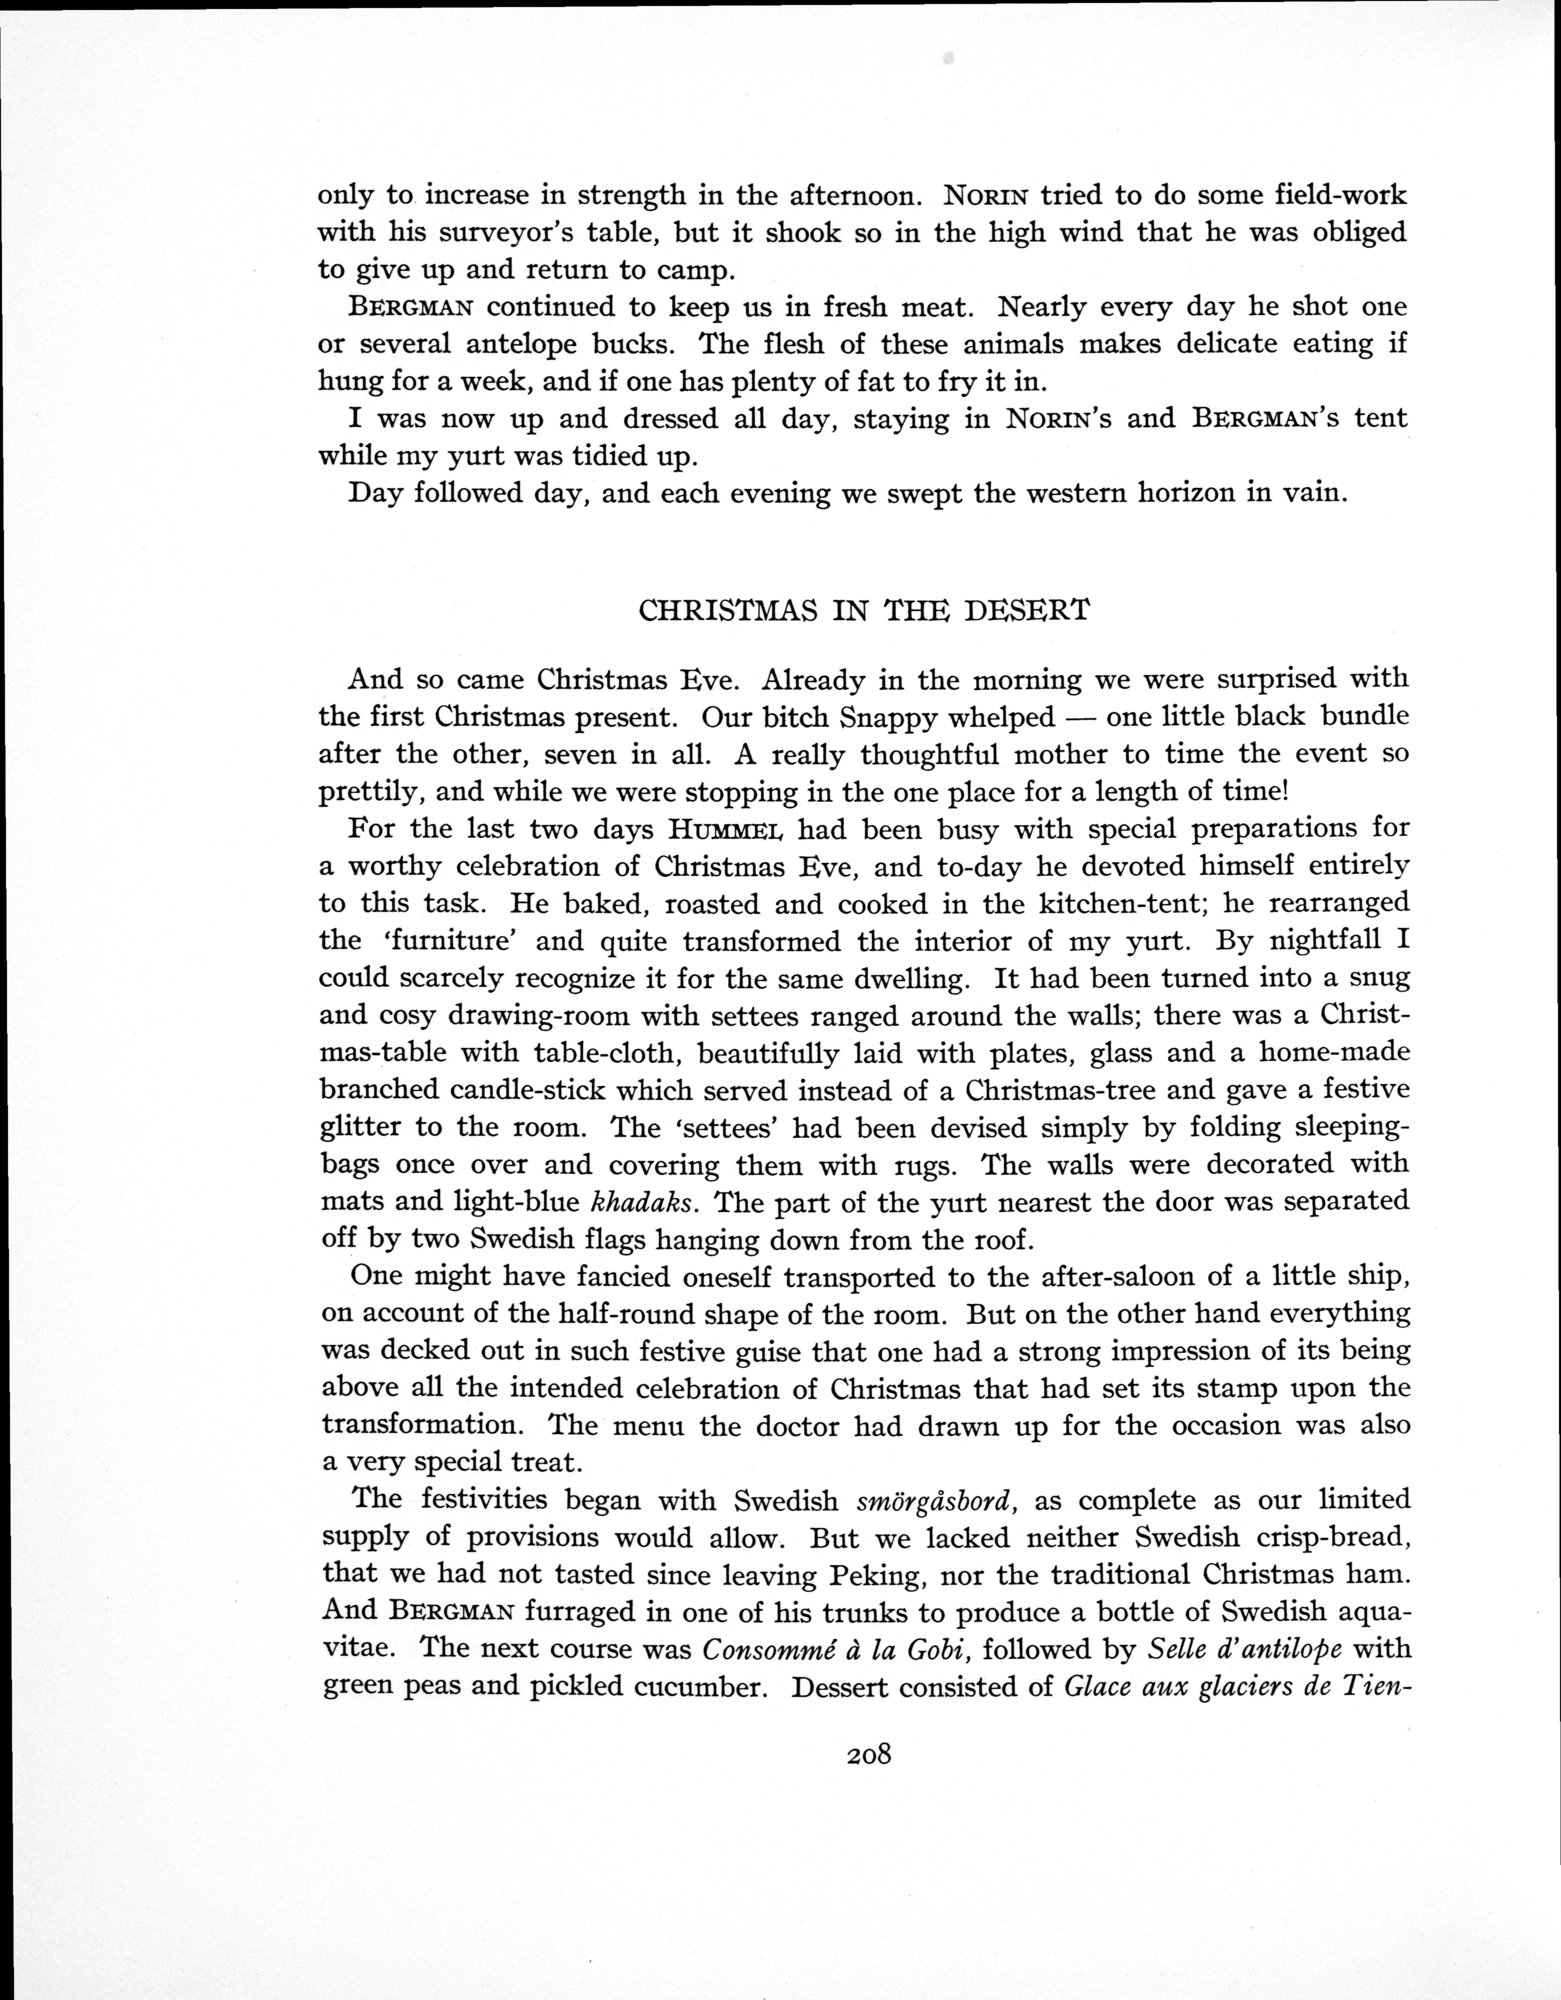 only to increase in strength in the afternoon. NORIN tried to do some field-work
with his surveyor's table, but it shook so in the high wind that he was obliged
to give up and return to camp.
BERGMAN continued to keep us in fresh meat. Nearly every day he shot one
or several antelope bucks. The flesh of these animals makes delicate eating if
hung for a week, and if one has plenty of fat to fry it in.
I was now up and dressed all day, staying in NORIN's and BERGMAN's tent
while my yurt was tidied up.
Day followed day, and each evening we swept the western horizon in vain.
CHRISTMAS IN THE DESERT
And so came Christmas Eve. Already in the morning we were surprised with
the first Christmas present. Our bitch Snappy whelped — one little black bundle
after the other, seven in all. A really thoughtful mother to time the event so
prettily, and while we were stopping in the one place for a length of time!
For the last two days HUMMEL had been busy with special preparations for
a worthy celebration of Christmas Eve, and to-day he devoted himself entirely
to this task. He baked, roasted and cooked in the kitchen-tent; he rearranged
the ‘furniture’ and quite transformed the interior of my yurt. By nightfall I
could scarcely recognize it for the same dwelling. It had been turned into a snug
and cosy drawing-room with settees ranged around the walls; there was a Christ-
mas-table with table-cloth, beautifully laid with plates, glass and a home-made
branched candle-stick which served instead of a Christmas-tree and gave a festive
glitter to the room. The ‘settees’ had been devised simply by folding sleeping-
bags once over and covering them with rugs. The walls were decorated with
mats and light-blue khadaks. The part of the yurt nearest the door was separated
off by two Swedish flags hanging down from the roof.
One might have fancied oneself transported to the after-saloon of a little ship,
on account of the half-round shape of the room. But on the other hand everything
was decked out in such festive guise that one had a strong impression of its being
above all the intended celebration of Christmas that had set its stamp upon the
transformation. The menu the doctor had drawn up for the occasion was also
a very special treat.
The festivities began with Swedish smörgåsbord, as complete as our limited
supply of provisions would allow. But we lacked neither Swedish crisp-bread,
that we had not tasted since leaving Peking, nor the traditional Christmas ham.
And BERGMAN furraged in one of his trunks to produce a bottle of Swedish aqua-
vitae. The next course was Consommé à la Gobi, followed by Selle d'antilope with
green peas and pickled cucumber. Dessert consisted of Glace aux glaciers de Tien-
208